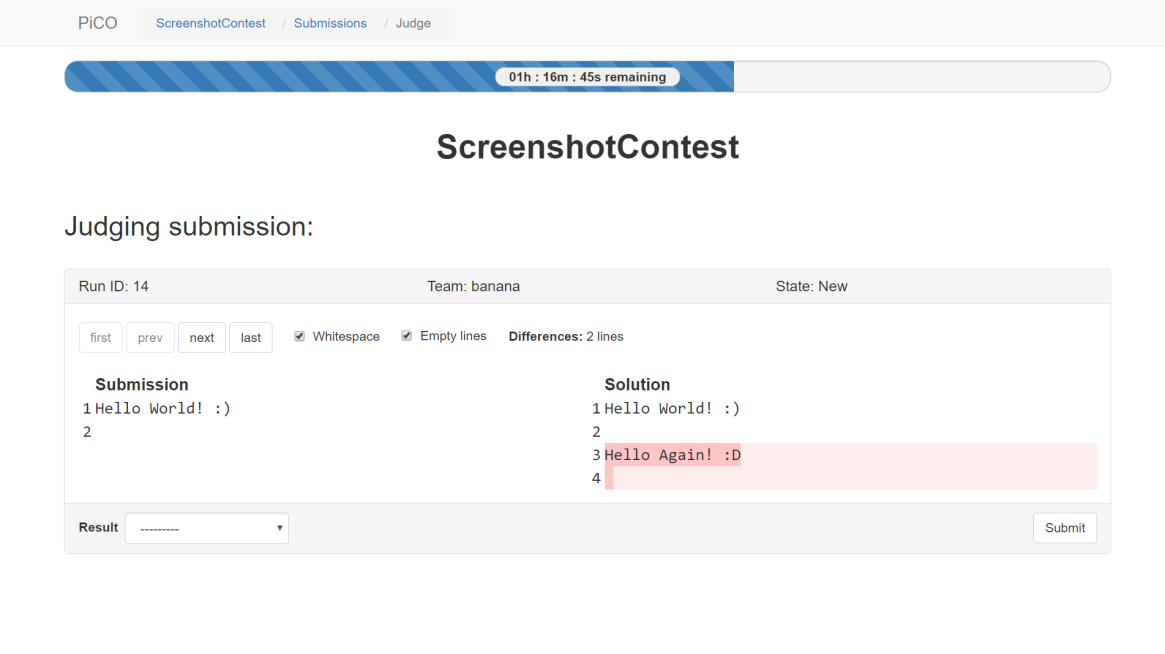 PiCO ScreenshotContest / Submissions / Judge
01h : 16m : 45s remaining
ScreenshotContest
Judging submission:
Run ID: 14 Team: banana State: New
first prev next last Whitespace Empty lines Differences: 2 lines
Submission Solution
1 Hello World! :) 1 Hello World! :)
2 2
3 Hello Again! :D
4
Result --------- Submit